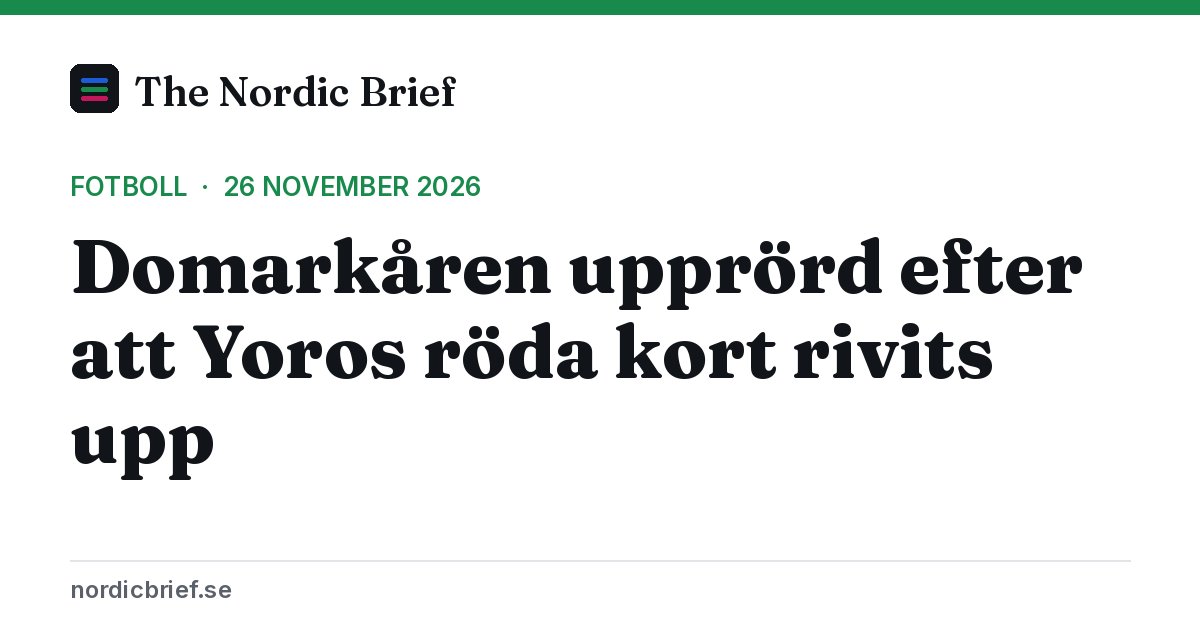 The Nordic Brief
FOTBOLL · 26 NOVEMBER 2026
Domarkåren upprörd efter
att Yoros röda kort rivits
upp
nordicbrief.se